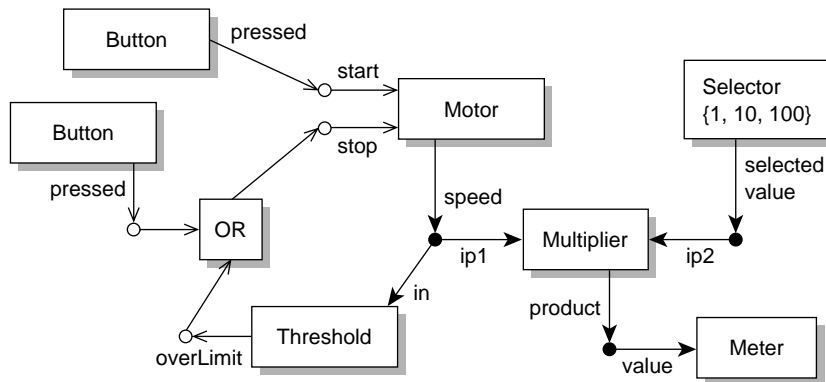 Button
pressed
start
Motor
Selector
{1, 10, 100}
Button
stop
pressed
selected
value
speed
OR
Multiplier
ip1
ip2
in
product
Threshold
overLimit
value
Meter